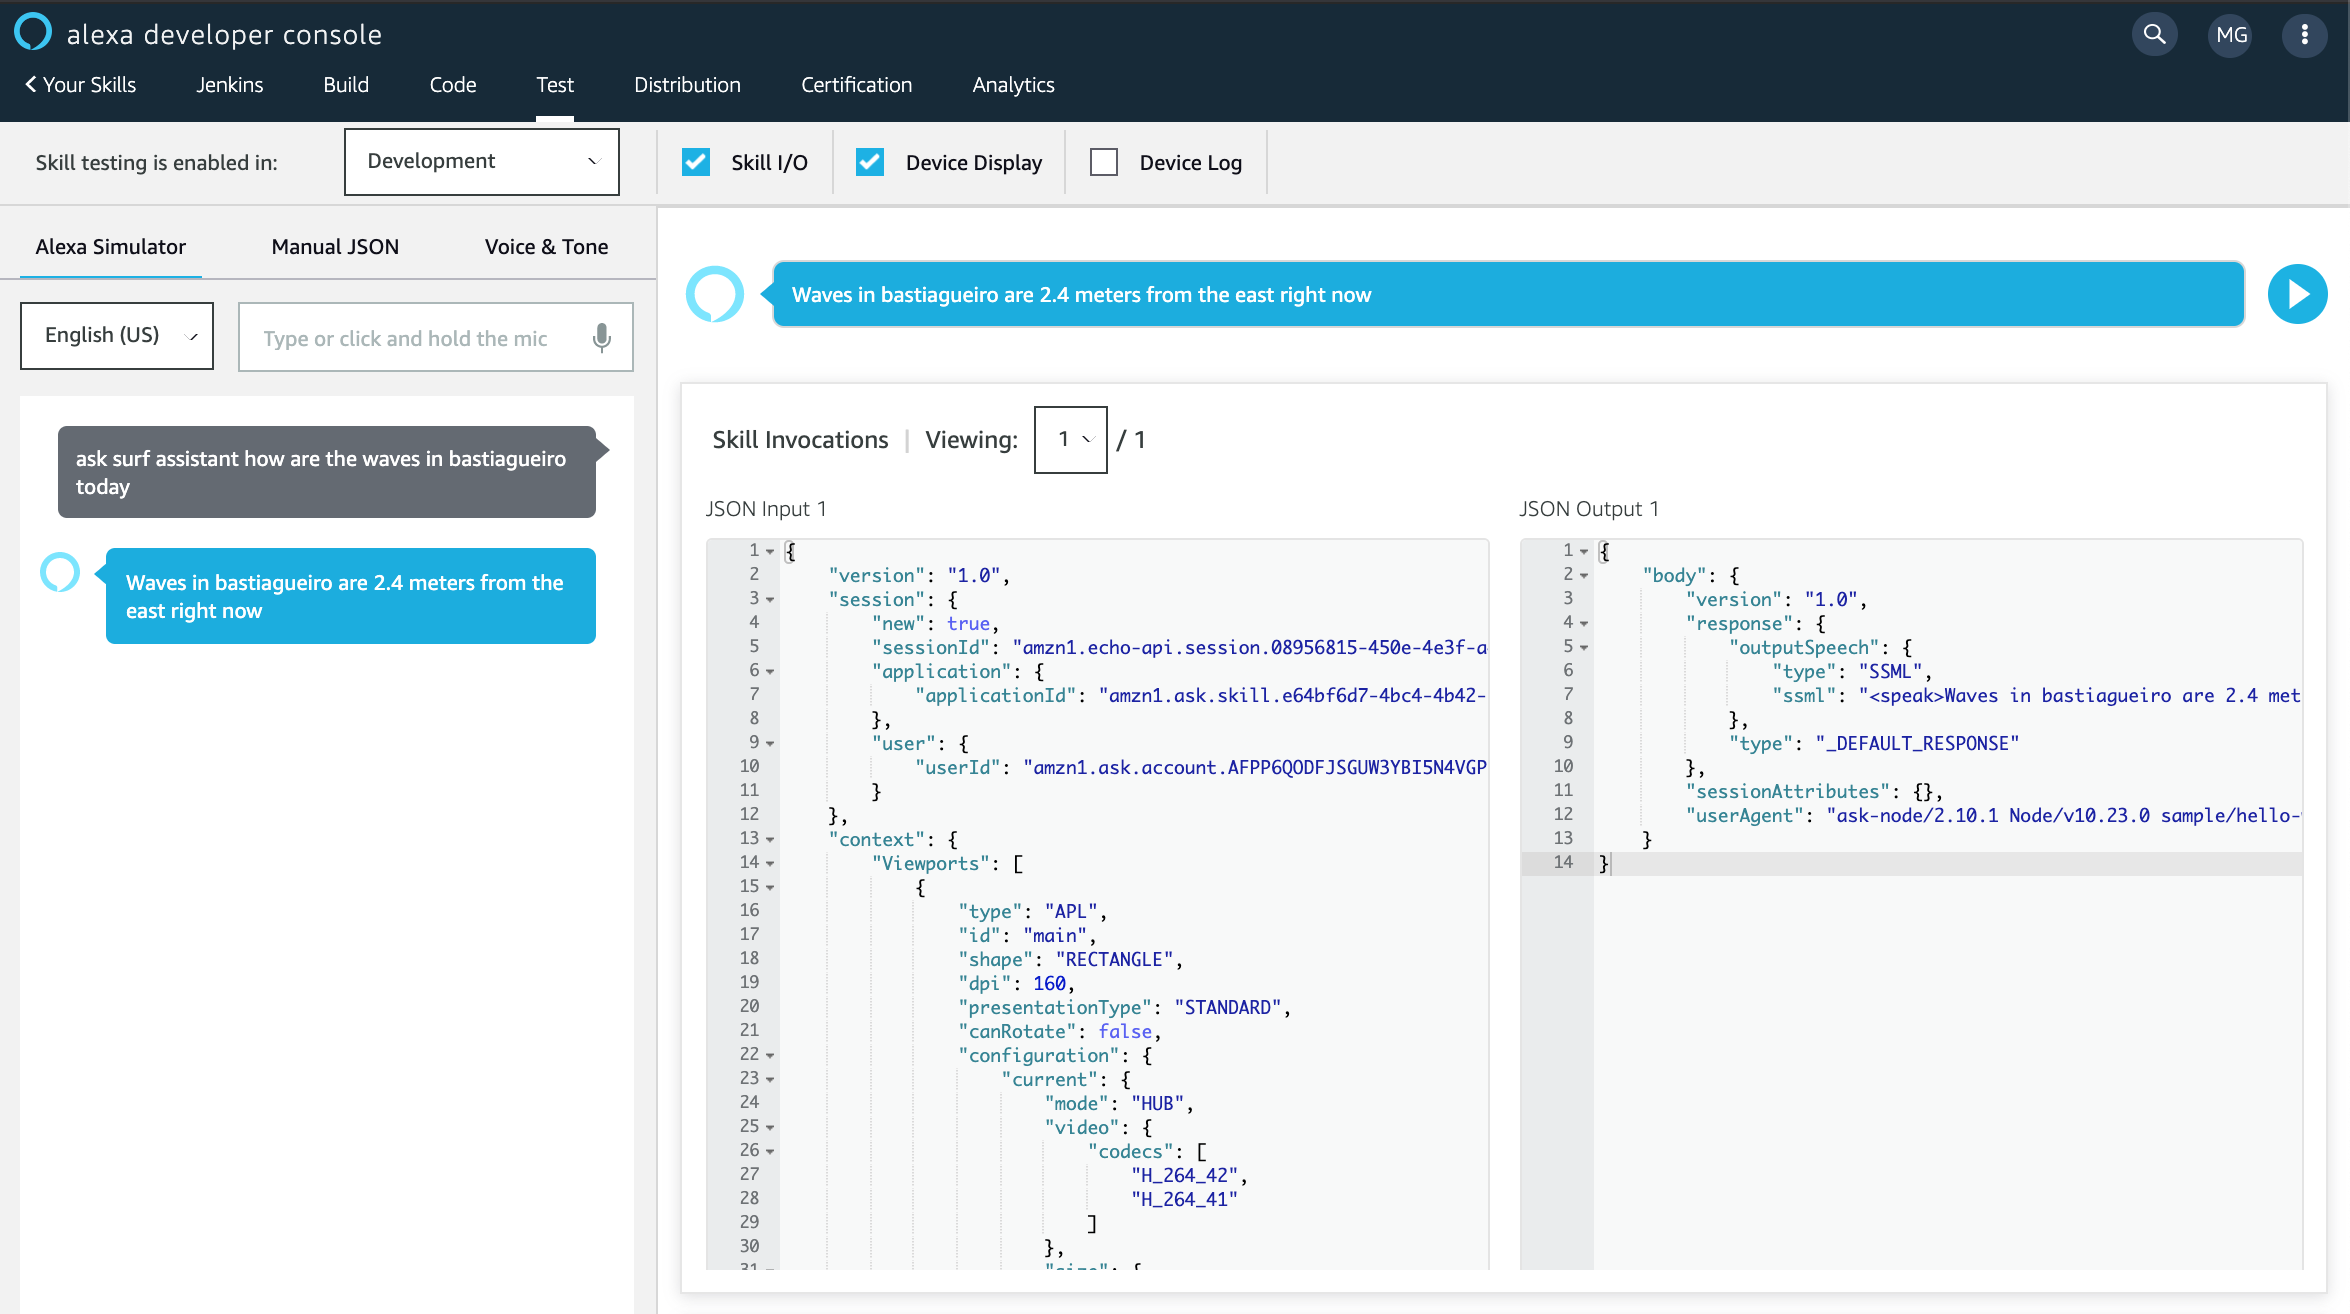 alexa developer console
MG
Your Skills Jenkins Build Code Test Distribution Certification Analytics
Skill testing is enabled in: Development Skill I/O Device Display Device Log
Alexa Simulator Manual JSON Voice & Tone
English (US) Type or click and hold the mic
ask surf assistant how are the waves in bastiagueiro
today
Waves in bastiagueiro are 2.4 meters from the
east right now
Waves in bastiagueiro are 2.4 meters from the east right now
Skill Invocations | Viewing: 1 / 1
JSON Input 1
1 {
2 "version": "1.0",
3 "session": {
4 "new": true,
5 "sessionId": "amzn1.echo-api.session.08956815-450e-4e3f-a
6 "application": {
7 "applicationId": "amzn1.ask.skill.e64bf6d7-4bc4-4b42-
8 },
9 "user": {
10 "userId": "amzn1.ask.account.AFPP6QODFJSGUW3YBI5N4VGP
11 }
12 },
13 "context": {
14 "Viewports": [
15 {
16 "type": "APL",
17 "id": "main",
18 "shape": "RECTANGLE",
19 "dpi": 160,
20 "presentationType": "STANDARD",
21 "canRotate": false,
22 "configuration": {
23 "current": {
24 "mode": "HUB",
25 "video": {
26 "codecs": [
27 "H_264_42",
28 "H_264_41"
29 ]
30 },
31 "size": {
JSON Output 1
1 {
2 "body": {
3 "version": "1.0",
4 "response": {
5 "outputSpeech": {
6 "type": "SSML",
7 "ssml": "<speak>Waves in bastiagueiro are 2.4 met
8 },
9 "type": "_DEFAULT_RESPONSE"
10 },
11 "sessionAttributes": {},
12 "userAgent": "ask-node/2.10.1 Node/v10.23.0 sample/hello-
13 }
14 }